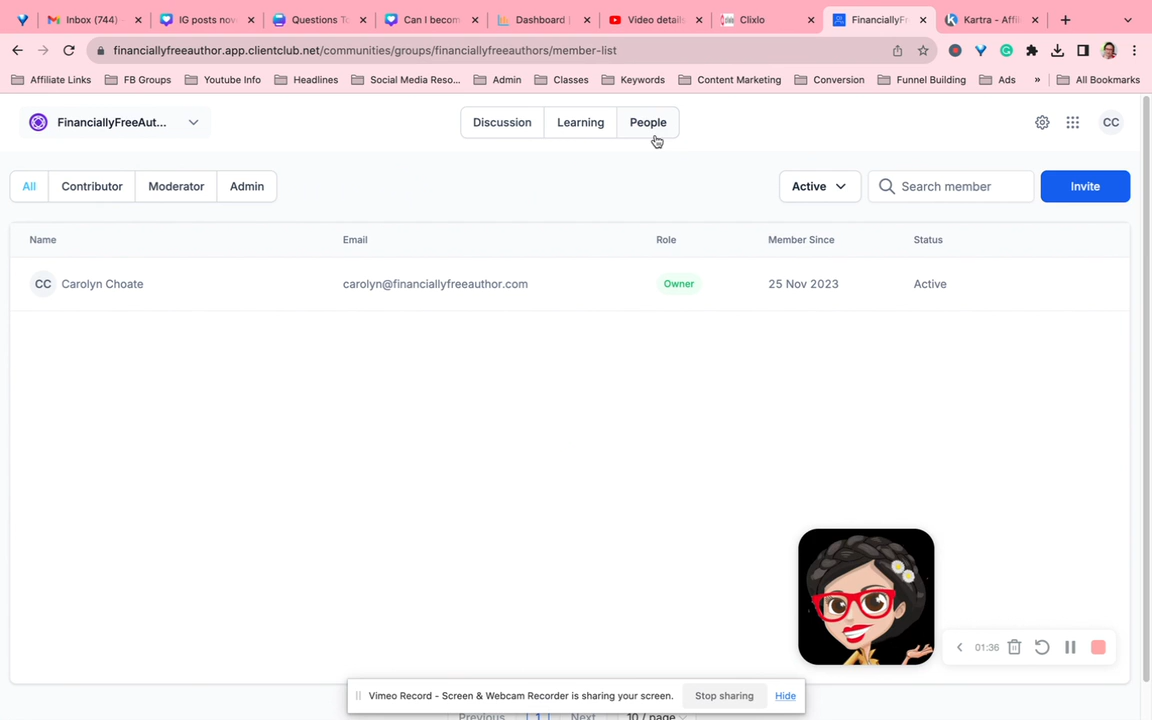 Inbox (744)
IG posts nov
Questions To
Can I becom
Dashboard
Video details
Clixlo
FinanciallyFr
Kartra - Affili
financiallyfreeauthor.app.clientclub.net/communities/groups/financiallyfreeauthors/member-list
Affiliate Links
FB Groups
Youtube Info
Headlines
Social Media Reso...
Admin
Classes
Keywords
Content Marketing
Conversion
Funnel Building
Ads
»
All Bookmarks
FinanciallyFreeAut...
Discussion
Learning
People
CC
All
Contributor
Moderator
Admin
Active
Search member
Invite
Name
Email
Role
Member Since
Status
CC
Carolyn Choate
carolyn@financiallyfreeauthor.com
Owner
25 Nov 2023
Active
01:36
Vimeo Record - Screen & Webcam Recorder is sharing your screen.
Stop sharing
Hide
Previous
1
Next
10 / page